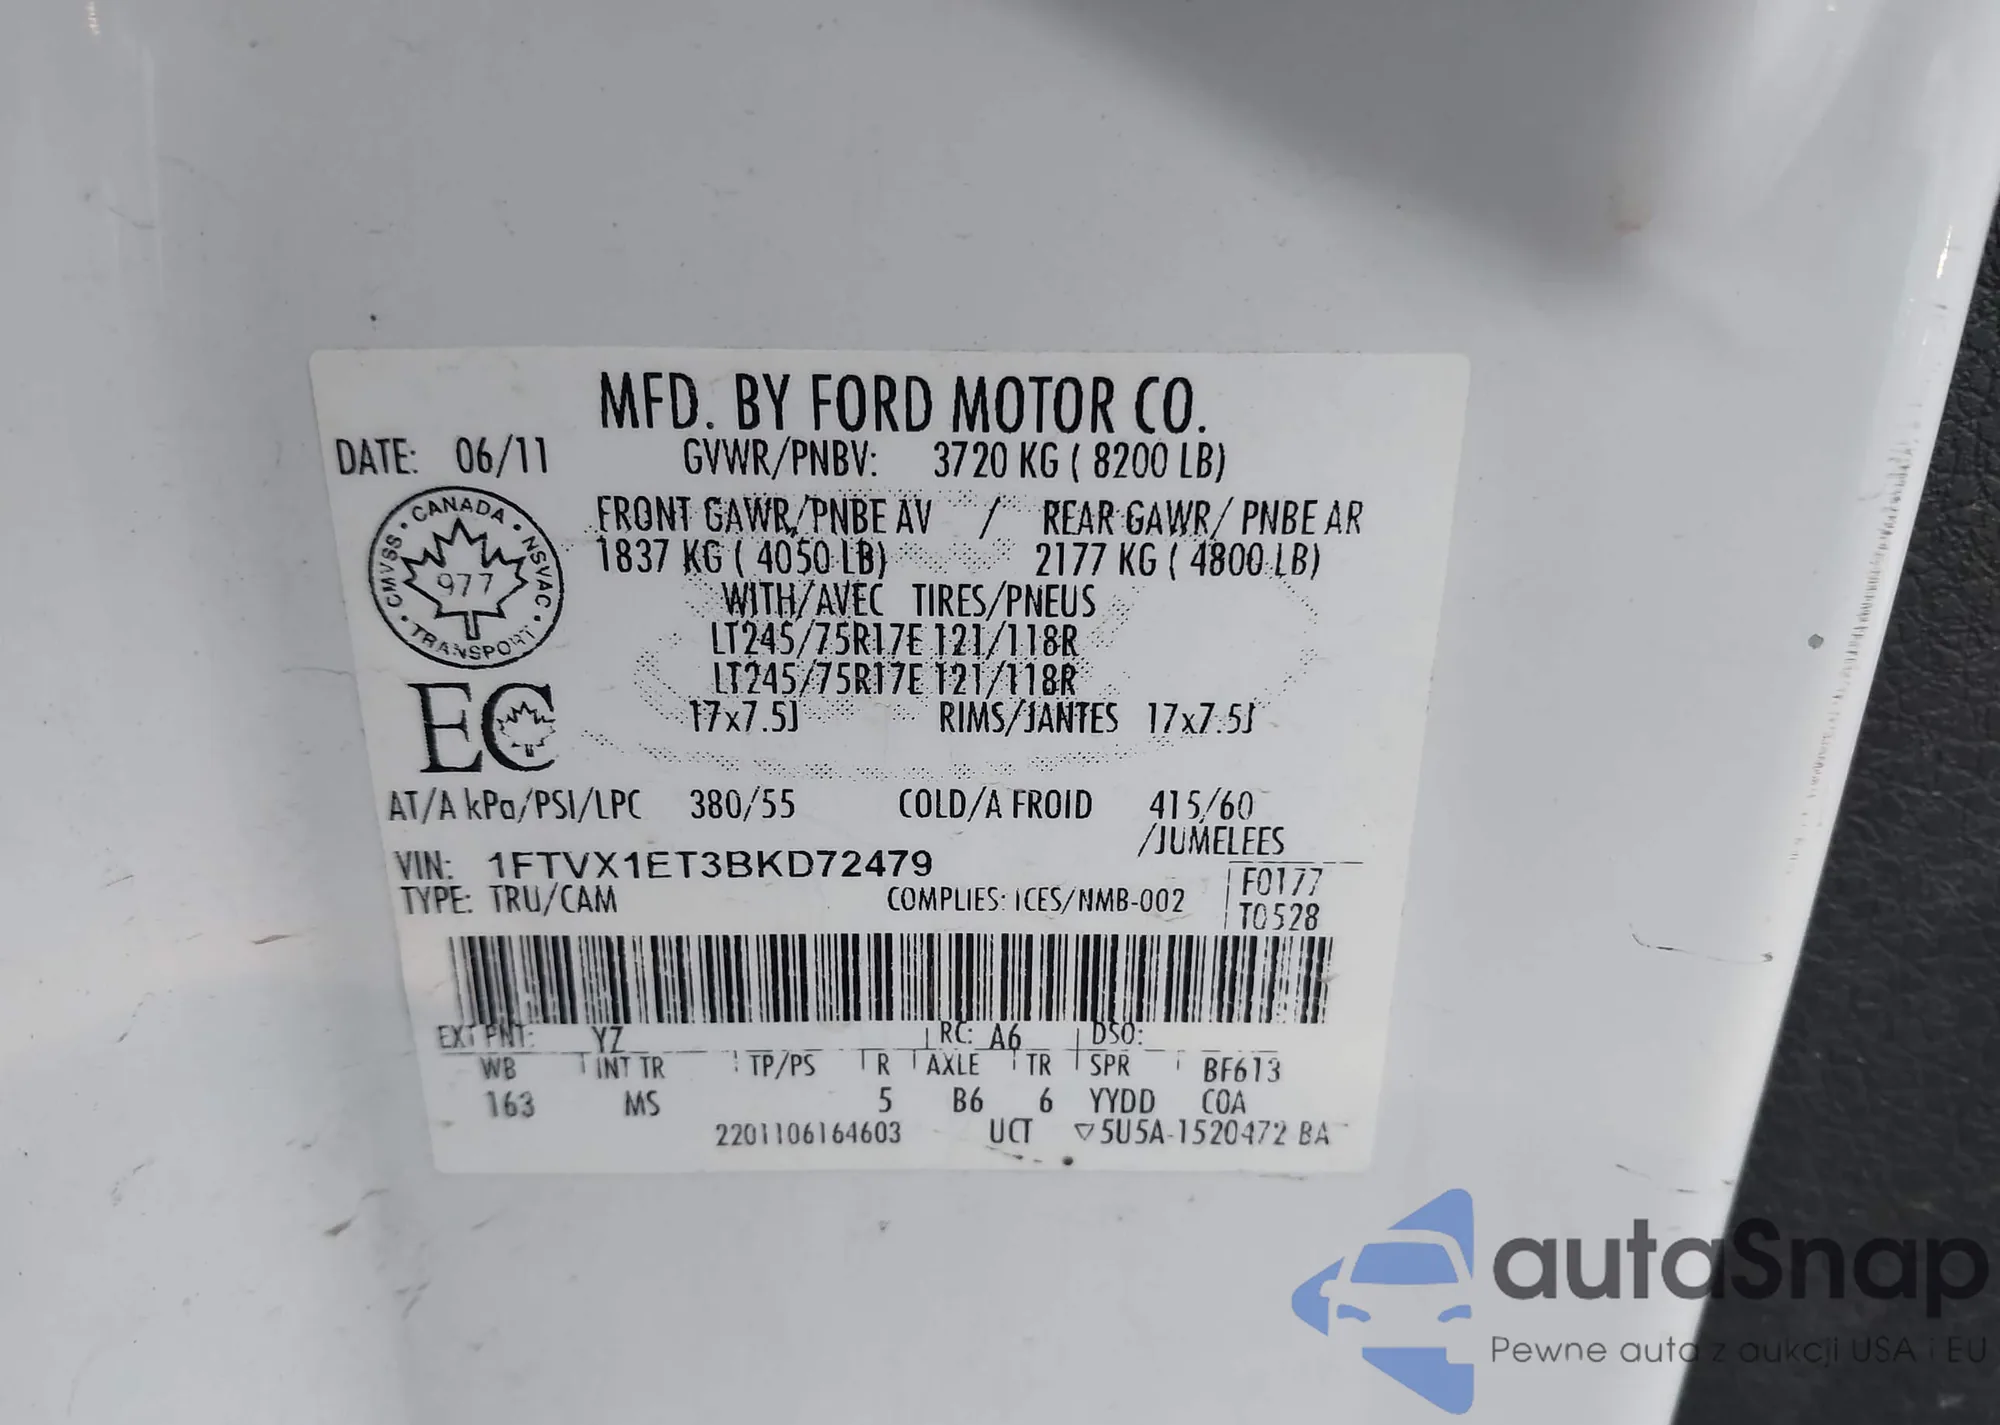 MFD. BY FORD MOTOR CO.
DATE: 06/11 GVWR/PNBV: 3720 KG ( 8200 LB)
FRONT GAWR/PNBE AV / REAR GAWR/ PNBE AR
1837 KG ( 4050 LB) 2177 KG ( 4800 LB)
WITH/AVEC TIRES/PNEUS
LT245/75R17E 121/118R
LT245/75R17E 121/118R
17x7.5J RIMS/JANTES 17x7.5J
CANADA · NSVAC · TRANSPORT · CMVSS ·
977
EC
AT/A kPa/PSI/LPC 380/55 COLD/A FROID 415/60
/JUMELEES
VIN: 1FTVX1ET3BKD72479
TYPE: TRU/CAM COMPLIES: ICES/NMB-002
F0177
T0528
EXT PNT: YZ RC: A6 DSO:
WB INT TR TP/PS R AXLE TR SPR BF613
163 MS 5 B6 6 YYDD COA
2201106164603 UCT ▽5U5A-1520472 BA
autoSnap
Pewne auta z aukcji USA i EU